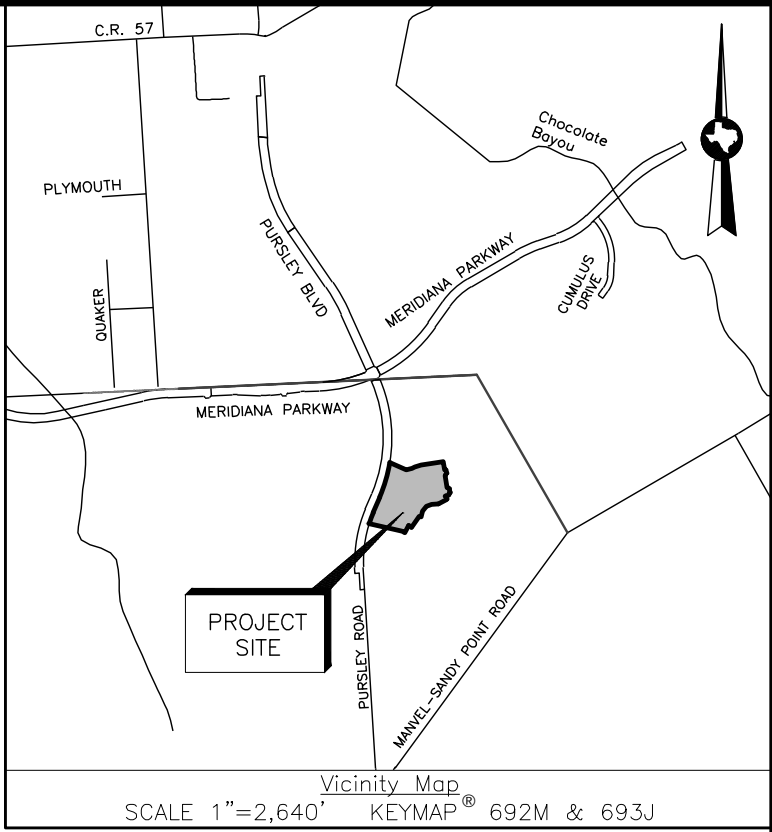 C.R. 57
Chocolate
Bayou
PLYMOUTH
PURSLEY BLVD
MERIDIANA PARKWAY
CUMULUS
DRIVE
QUAKER
MERIDIANA PARKWAY
PROJECT
SITE
PURSLEY ROAD
MANVEL-SANDY POINT ROAD
Vicinity Map
SCALE 1"=2,640' KEYMAP® 692M & 693J